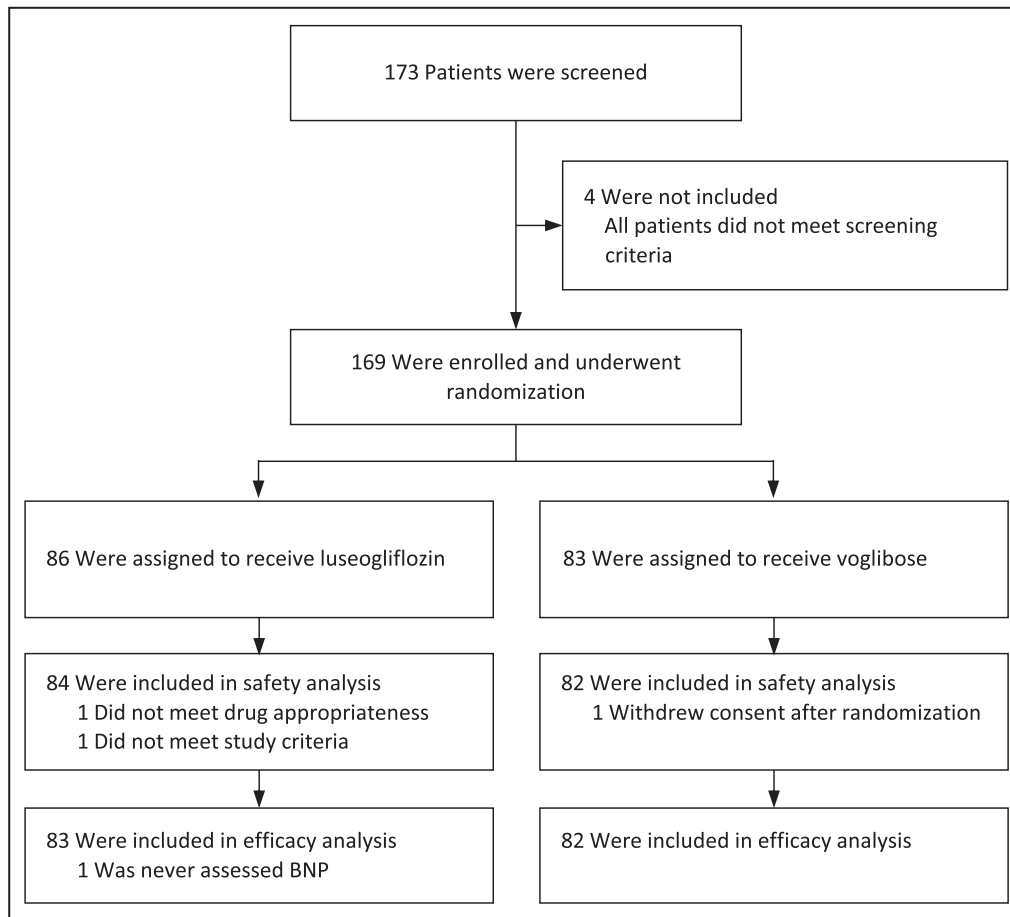 173 Patients were screened
4 Were not included
All patients did not meet screening
criteria
169 Were enrolled and underwent
randomization
86 Were assigned to receive luseogliflozin
83 Were assigned to receive voglibose
84 Were included in safety analysis
1 Did not meet drug appropriateness
1 Did not meet study criteria
82 Were included in safety analysis
1 Withdrew consent after randomization
83 Were included in efficacy analysis
1 Was never assessed BNP
82 Were included in efficacy analysis